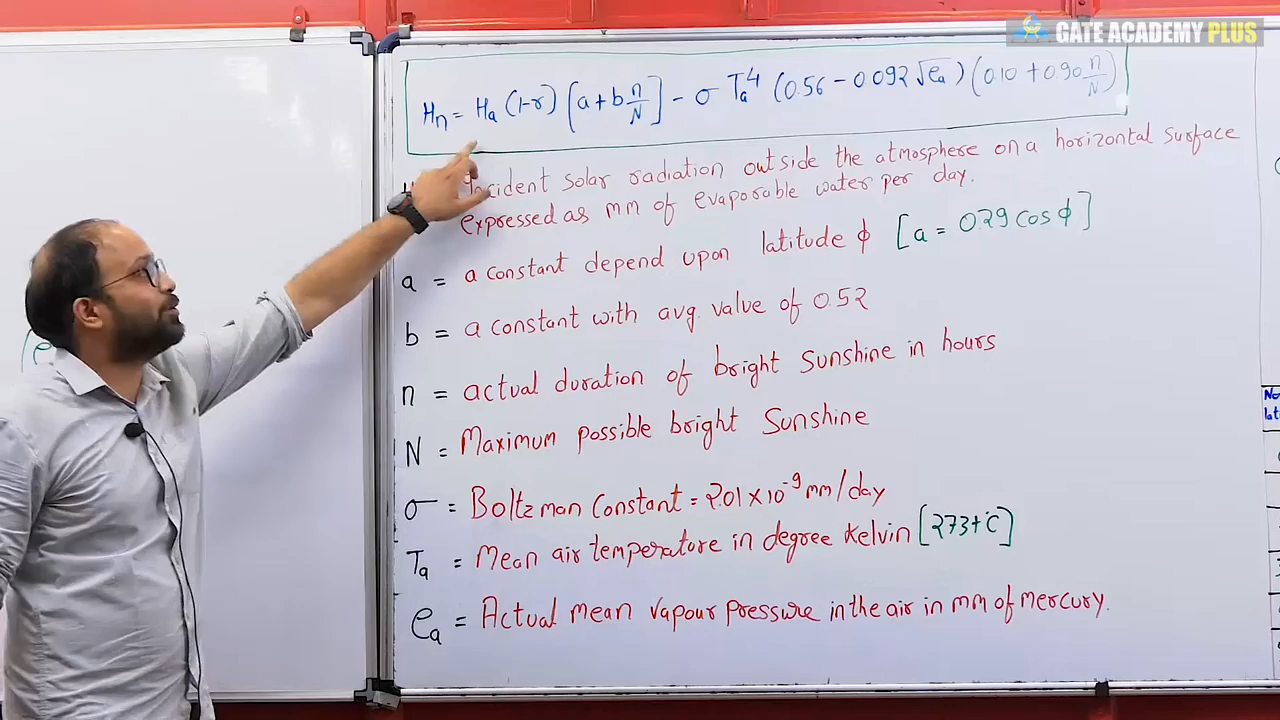 GATE ACADEMY PLUS
Hn = Ha (1-r) [a + b n/N] - σ Ta⁴ (0.56 - 0.092 √ea) (0.10 + 0.90 n/N)
incident solar radiation outside the atmosphere on a horizontal surface
expressed as mm of evaporable water per day.
a = a constant depend upon latitude ϕ [a = 0.29 cos ϕ]
b = a constant with avg. value of 0.52
n = actual duration of bright Sunshine in hours
N = Maximum possible bright Sunshine
σ = Boltzman Constant = 2.01 × 10⁻⁹ mm/day
Ta = Mean air temperature in degree Kelvin [273+°C]
ea = Actual mean vapour pressure in the air in mm of mercury.